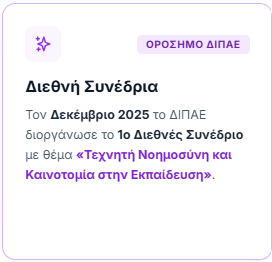 ΟΡΟΣΗΜΟ ΔΙΠΑΕ
Διεθνή Συνέδρια
Τον Δεκέμβριο 2025 το ΔΙΠΑΕ
διοργάνωσε το 1ο Διεθνές Συνέδριο
με θέμα «Τεχνητή Νοημοσύνη και
Καινοτομία στην Εκπαίδευση».